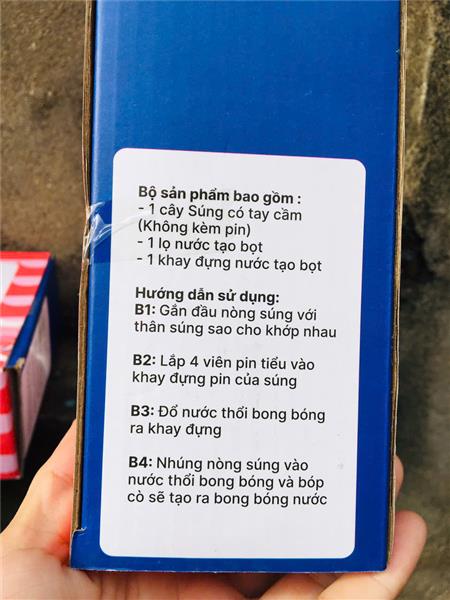 Bộ sản phẩm bao gồm :
- 1 cây Súng có tay cầm
(Không kèm pin)
- 1 lọ nước tạo bọt
- 1 khay đựng nước tạo bọt
Hướng dẫn sử dụng:
B1: Gắn đầu nòng súng với
thân súng sao cho khớp nhau
B2: Lắp 4 viên pin tiểu vào
khay đựng pin của súng
B3: Đổ nước thổi bong bóng
ra khay đựng
B4: Nhúng nòng súng vào
nước thổi bong bóng và bóp
cò sẽ tạo ra bong bóng nước